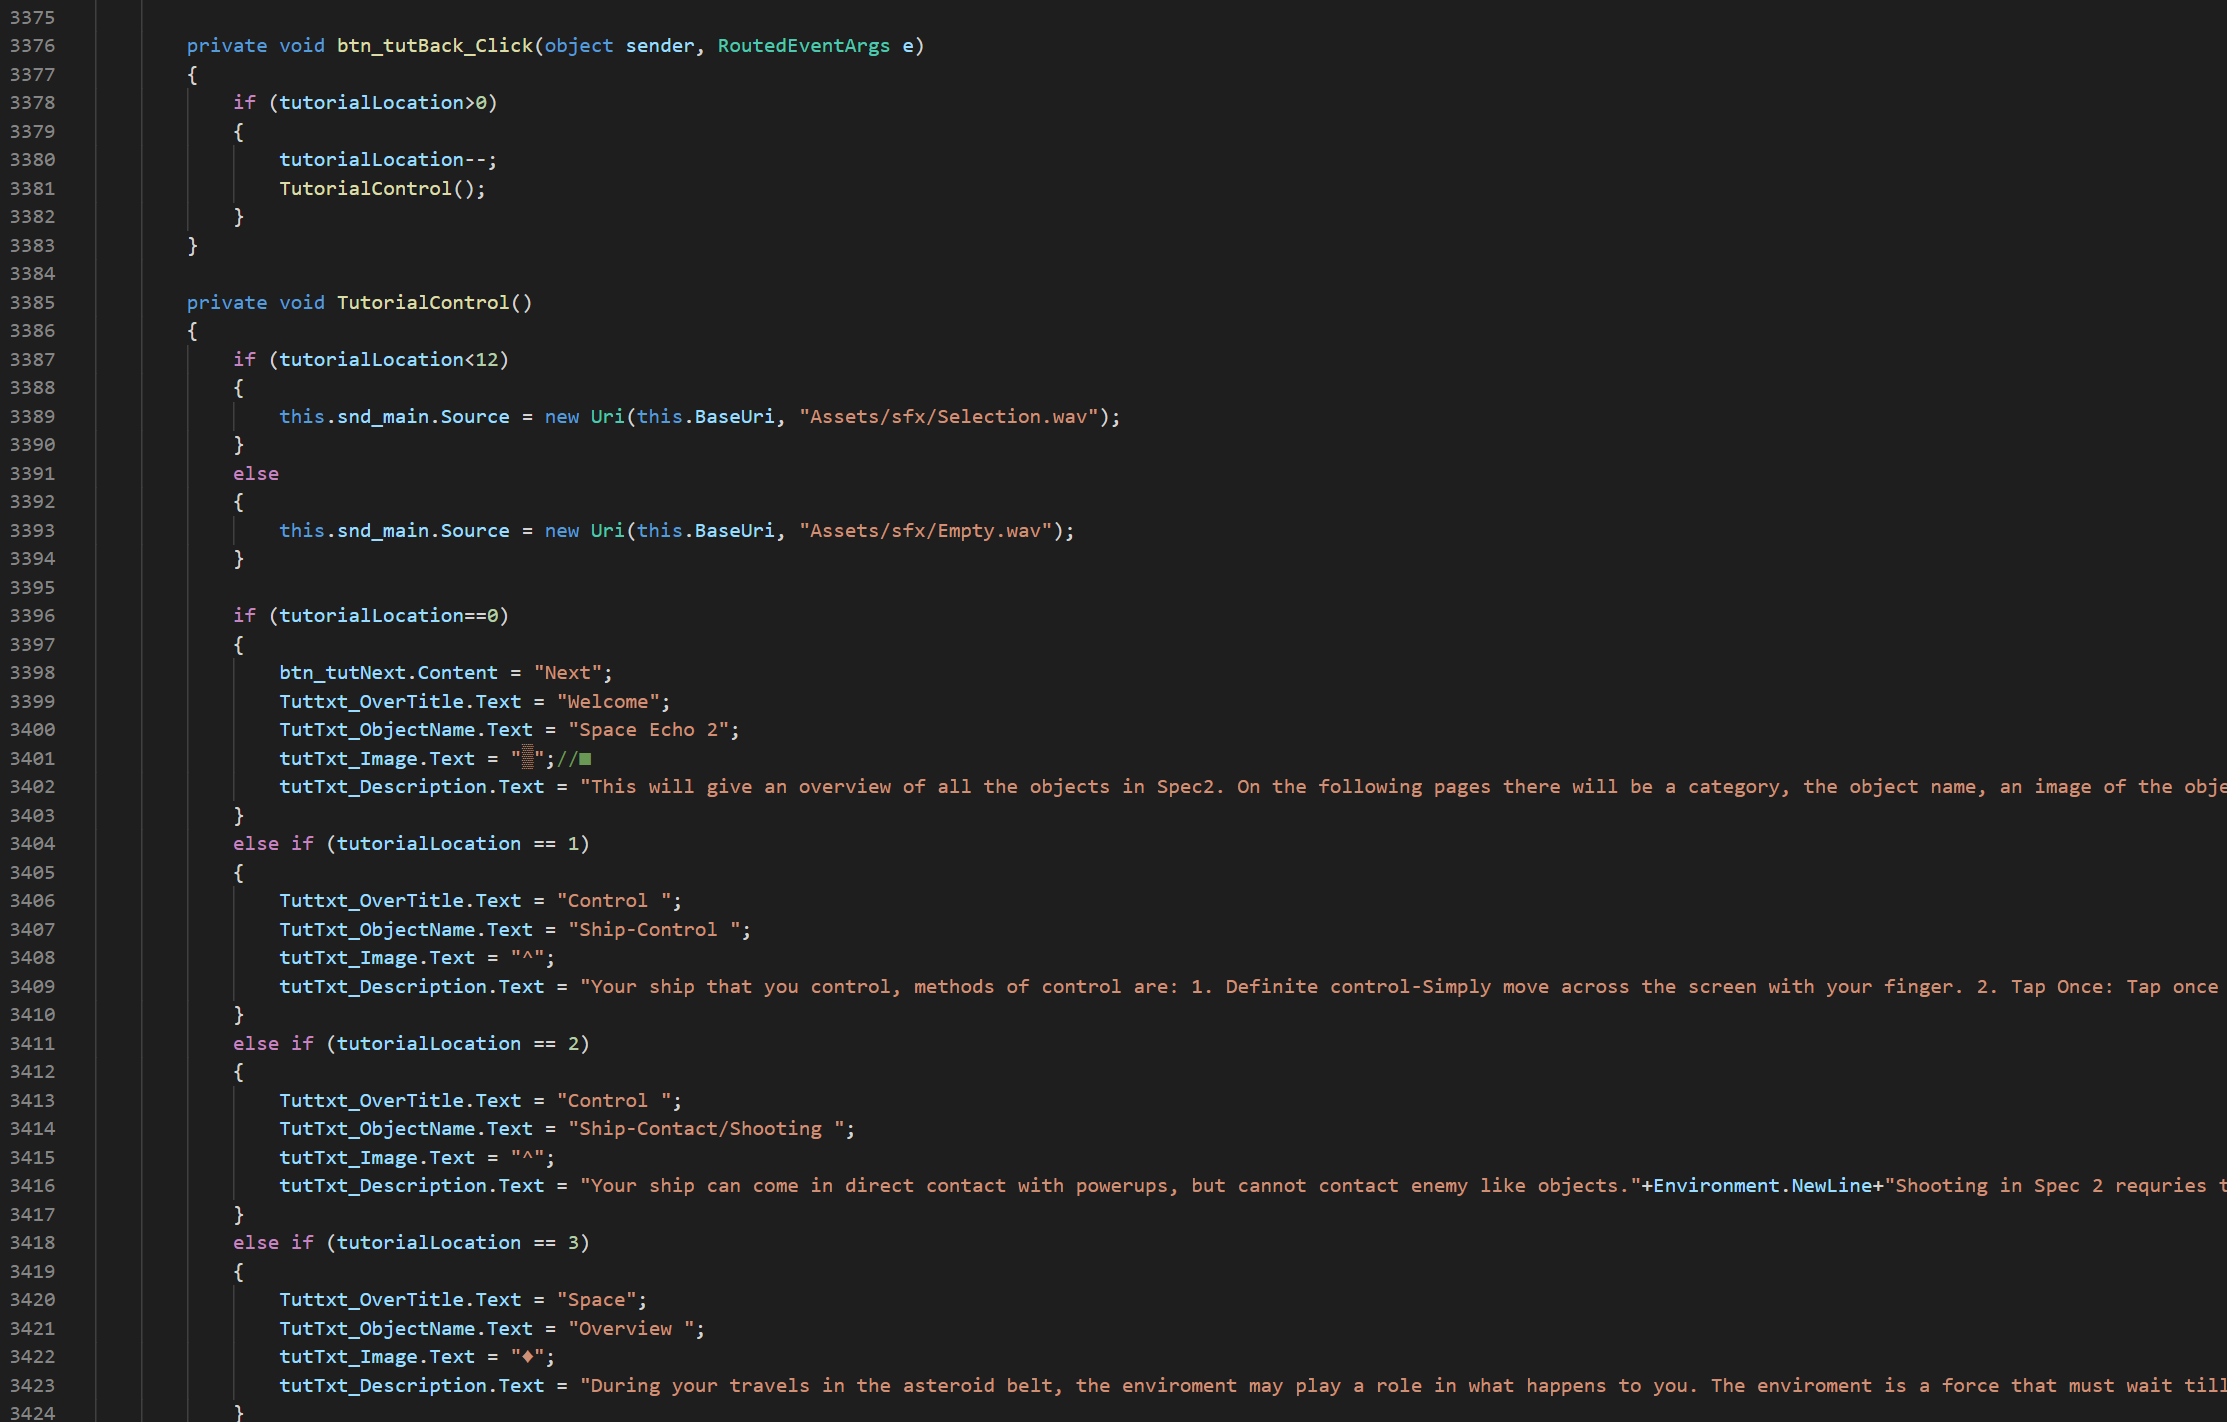 3375
3376 private void btn_tutBack_Click(object sender, RoutedEventArgs e)
3377 {
3378 if (tutorialLocation>0)
3379 {
3380 tutorialLocation--;
3381 TutorialControl();
3382 }
3383 }
3384
3385 private void TutorialControl()
3386 {
3387 if (tutorialLocation<12)
3388 {
3389 this.snd_main.Source = new Uri(this.BaseUri, "Assets/sfx/Selection.wav");
3390 }
3391 else
3392 {
3393 this.snd_main.Source = new Uri(this.BaseUri, "Assets/sfx/Empty.wav");
3394 }
3395
3396 if (tutorialLocation==0)
3397 {
3398 btn_tutNext.Content = "Next";
3399 Tuttxt_OverTitle.Text = "Welcome";
3400 TutTxt_ObjectName.Text = "Space Echo 2";
3401 tutTxt_Image.Text = "▒";//■
3402 tutTxt_Description.Text = "This will give an overview of all the objects in Spec2. On the following pages there will be a category, the object name, an image of the obje
3403 }
3404 else if (tutorialLocation == 1)
3405 {
3406 Tuttxt_OverTitle.Text = "Control ";
3407 TutTxt_ObjectName.Text = "Ship-Control ";
3408 tutTxt_Image.Text = "^";
3409 tutTxt_Description.Text = "Your ship that you control, methods of control are: 1. Definite control-Simply move across the screen with your finger. 2. Tap Once: Tap once
3410 }
3411 else if (tutorialLocation == 2)
3412 {
3413 Tuttxt_OverTitle.Text = "Control ";
3414 TutTxt_ObjectName.Text = "Ship-Contact/Shooting ";
3415 tutTxt_Image.Text = "^";
3416 tutTxt_Description.Text = "Your ship can come in direct contact with powerups, but cannot contact enemy like objects."+Environment.NewLine+"Shooting in Spec 2 requries t
3417 }
3418 else if (tutorialLocation == 3)
3419 {
3420 Tuttxt_OverTitle.Text = "Space";
3421 TutTxt_ObjectName.Text = "Overview ";
3422 tutTxt_Image.Text = "♦";
3423 tutTxt_Description.Text = "During your travels in the asteroid belt, the enviroment may play a role in what happens to you. The enviroment is a force that must wait till
3424 }